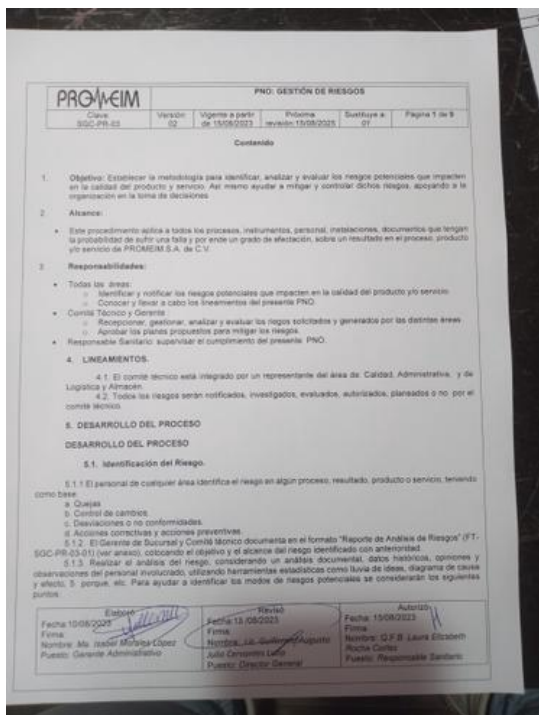 PROMEIM
PNO: GESTIÓN DE RIESGOS
Clave: SGC-PR-03
Versión 02
Vigente a partir de 15/08/2023
Próxima revisión:15/08/2025
Sustituye a: 01
Página 1 de 9
Contenido
1. Objetivo: Establecer la metodología para identificar, analizar y evaluar los riesgos potenciales que impacten
en la calidad del producto y servicio. Así mismo ayudar a mitigar y controlar dichos riesgos, apoyando a la
organización en la toma de decisiones.
2. Alcance:
• Este procedimiento aplica a todos los procesos, instrumentos, personal, instalaciones, documentos que tengan
la probabilidad de sufrir una falla y por ende un grado de afectación, sobre un resultado en el proceso, producto
y/o servicio de PROMEIM S.A. de C.V.
3. Responsabilidades:
• Todas las áreas:
○ Identificar y notificar los riesgos potenciales que impacten en la calidad del producto y/o servicio.
○ Conocer y llevar a cabo los lineamientos del presente PNO.
• Comité Técnico y Gerente :
○ Recepcionar, gestionar, analizar y evaluar los riegos solicitados y generados por las distintas áreas
○ Aprobar los planes propuestos para mitigar los riesgos.
• Responsable Sanitario: supervisar el cumplimiento del presente PNO.
4. LINEAMIENTOS.
4.1. El comité técnico está integrado por un representante del área de: Calidad, Administrativa, y de
Logística y Almacén.
4.2. Todos los riesgos serán notificados, investigados, evaluados, autorizados, planeados o no por el
comité técnico.
5. DESARROLLO DEL PROCESO
DESARROLLO DEL PROCESO
5.1. Identificación del Riesgo.
5.1.1 El personal de cualquier área identifica el riesgo en algún proceso, resultado, producto o servicio, teniendo
como base:
a. Quejas
b. Control de cambios.
c. Desviaciones o no conformidades.
d. Acciones correctivas y acciones preventivas.
5.1.2. El Gerente de Sucursal y Comité técnico documenta en el formato "Reporte de Análisis de Riesgos" (FT-
SGC-PR-03-01) (ver anexo), colocando el objetivo y el alcance del riesgo identificado con anterioridad.
5.1.3. Realizar el análisis del riesgo, considerando un análisis documental, datos históricos, opiniones y
observaciones del personal involucrado, utilizando herramientas estadísticas como lluvia de ideas, diagrama de causa
y efecto, 5 porque, etc. Para ayudar a identificar los modos de riesgos potenciales se considerarán los siguientes
puntos:
Elaboró
Fecha 10/08/2023
Firma:
Nombre: Ma. Isabel Morales López
Puesto: Gerente Administrativo
Revisó
Fecha 13/08/2023
Firma:
Nombre: Lic. Guillermo Augusto
Julio Cervantes
Puesto: Director General
Autorizó
Fecha: 15/08/2023
Firma:
Nombre: Q.F.B. Laura Elizabeth
Rocha Cortes
Puesto: Responsable Sanitario